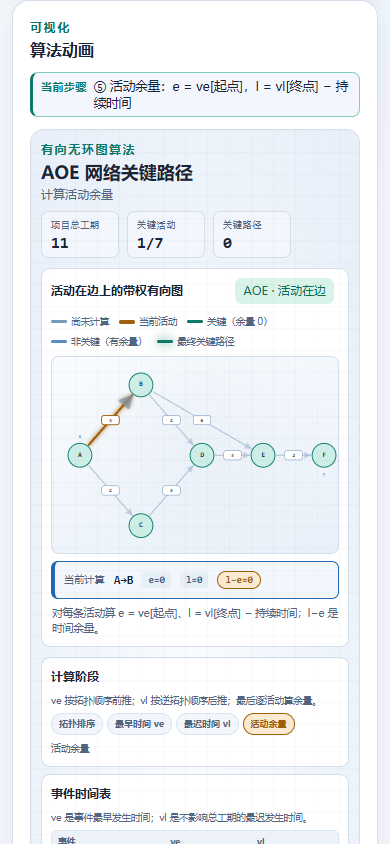 可视化
算法动画
当前步骤 ⑤ 活动余量：e = ve[起点]，l = vl[终点] − 持
续时间
有向无环图算法
AOE 网络关键路径
计算活动余量
项目总工期 关键活动 关键路径
11 1/7 0
活动在边上的带权有向图 AOE · 活动在边
尚未计算 当前活动 关键（余量 0）
非关键（有余量） 最终关键路径
B
3 2 6
A D 3 E 2 F
2 4
C
当前计算 A→B e=0 l=0 l−e=0
对每条活动算 e = ve[起点]、l = vl[终点] − 持续时间；l−e 是
时间余量。
计算阶段
ve 按拓扑顺序前推；vl 按逆拓扑顺序后推；最后逐活动算余量。
拓扑排序 最早时间 ve 最迟时间 vl 活动余量
活动余量
事件时间表
ve 是事件最早发生时间；vl 是不影响总工期的最迟发生时间。
事件 ve vl